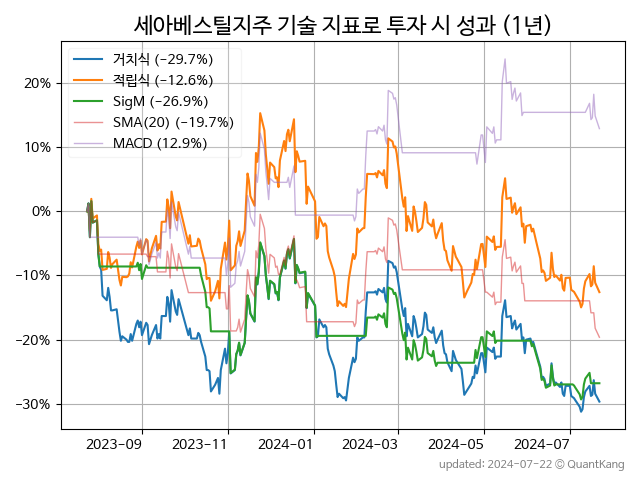 세아베스틸지주 기술 지표로 투자 시 성과 (1년)
거치식 (−29.7%)
적립식 (−12.6%)
SigM (−26.9%)
SMA(20) (−19.7%)
MACD (12.9%)
20%
10%
0%
−10%
−20%
−30%
2023−09 2023−11 2024−01 2024−03 2024−05 2024−07
updated: 2024−07−22 © QuantKang